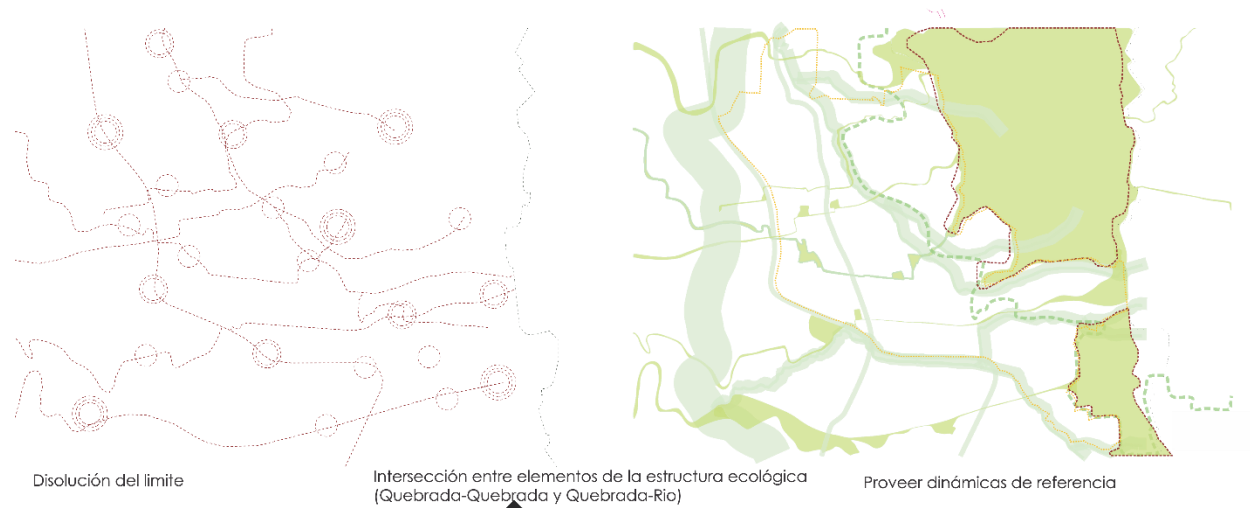 Disolución del limite
Intersección entre elementos de la estructura ecológica
(Quebrada-Quebrada y Quebrada-Rio)
Proveer dinámicas de referencia